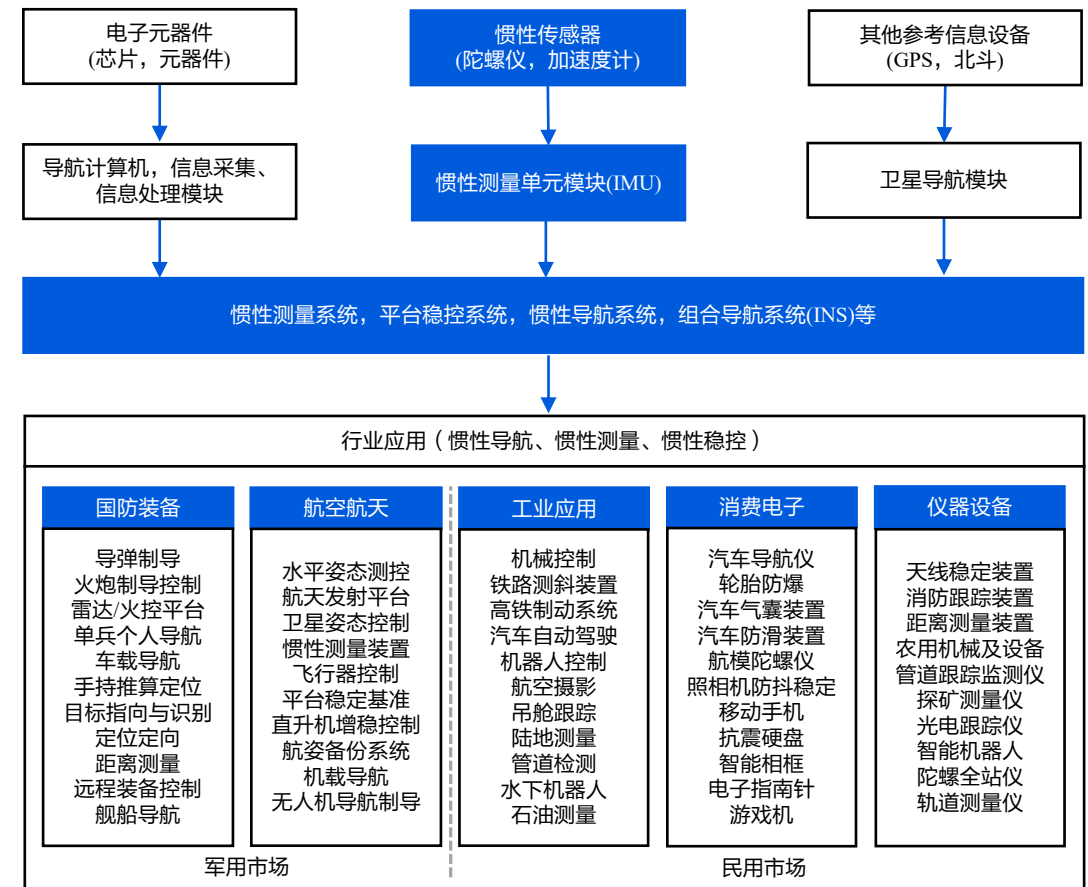 电子元器件
(芯片，元器件)
惯性传感器
(陀螺仪，加速度计)
其他参考信息设备
(GPS，北斗)
导航计算机，信息采集、
信息处理模块
惯性测量单元模块(IMU)
卫星导航模块
惯性测量系统，平台稳控系统，惯性导航系统，组合导航系统(INS)等
行业应用（惯性导航、惯性测量、惯性稳控）
国防装备
导弹制导
火炮制导控制
雷达/火控平台
单兵个人导航
车载导航
手持推算定位
目标指向与识别
定位定向
距离测量
远程装备控制
舰船导航
航空航天
水平姿态测控
航天发射平台
卫星姿态控制
惯性测量装置
飞行器控制
平台稳定基准
直升机增稳控制
航姿备份系统
机载导航
无人机导航制导
工业应用
机械控制
铁路测斜装置
高铁制动系统
汽车自动驾驶
机器人控制
航空摄影
吊舱跟踪
陆地测量
管道检测
水下机器人
石油测量
消费电子
汽车导航仪
轮胎防爆
汽车气囊装置
汽车防滑装置
航模陀螺仪
照相机防抖稳定
移动手机
抗震硬盘
智能相框
电子指南针
游戏机
仪器设备
天线稳定装置
消防跟踪装置
距离测量装置
农用机械及设备
管道跟踪监测仪
探矿测量仪
光电跟踪仪
智能机器人
陀螺全站仪
轨道测量仪
军用市场
民用市场